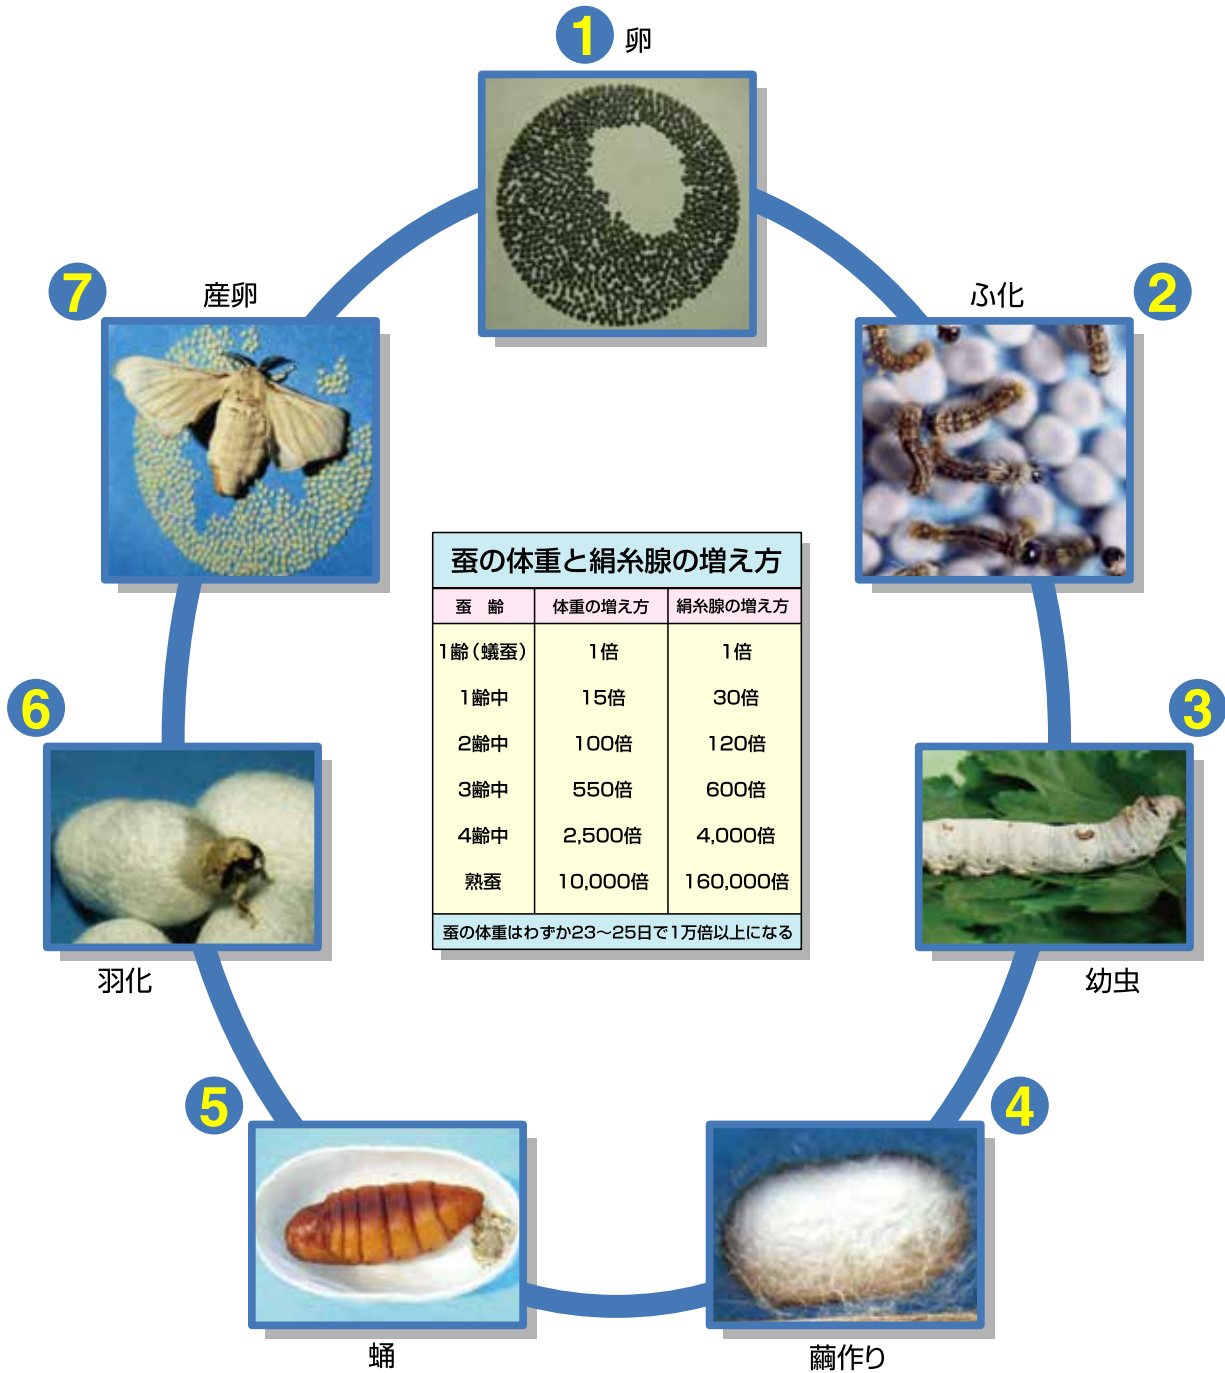 1 卵
2 ふ化
3 幼虫
4 繭作り
5 蛹
6 羽化
7 産卵
蚕の体重と絹糸腺の増え方
蚕 齢 体重の増え方 絹糸腺の増え方
1齢(蟻蚕) 1倍 1倍
1齢中 15倍 30倍
2齢中 100倍 120倍
3齢中 550倍 600倍
4齢中 2,500倍 4,000倍
熟蚕 10,000倍 160,000倍
蚕の体重はわずか23〜25日で1万倍以上になる